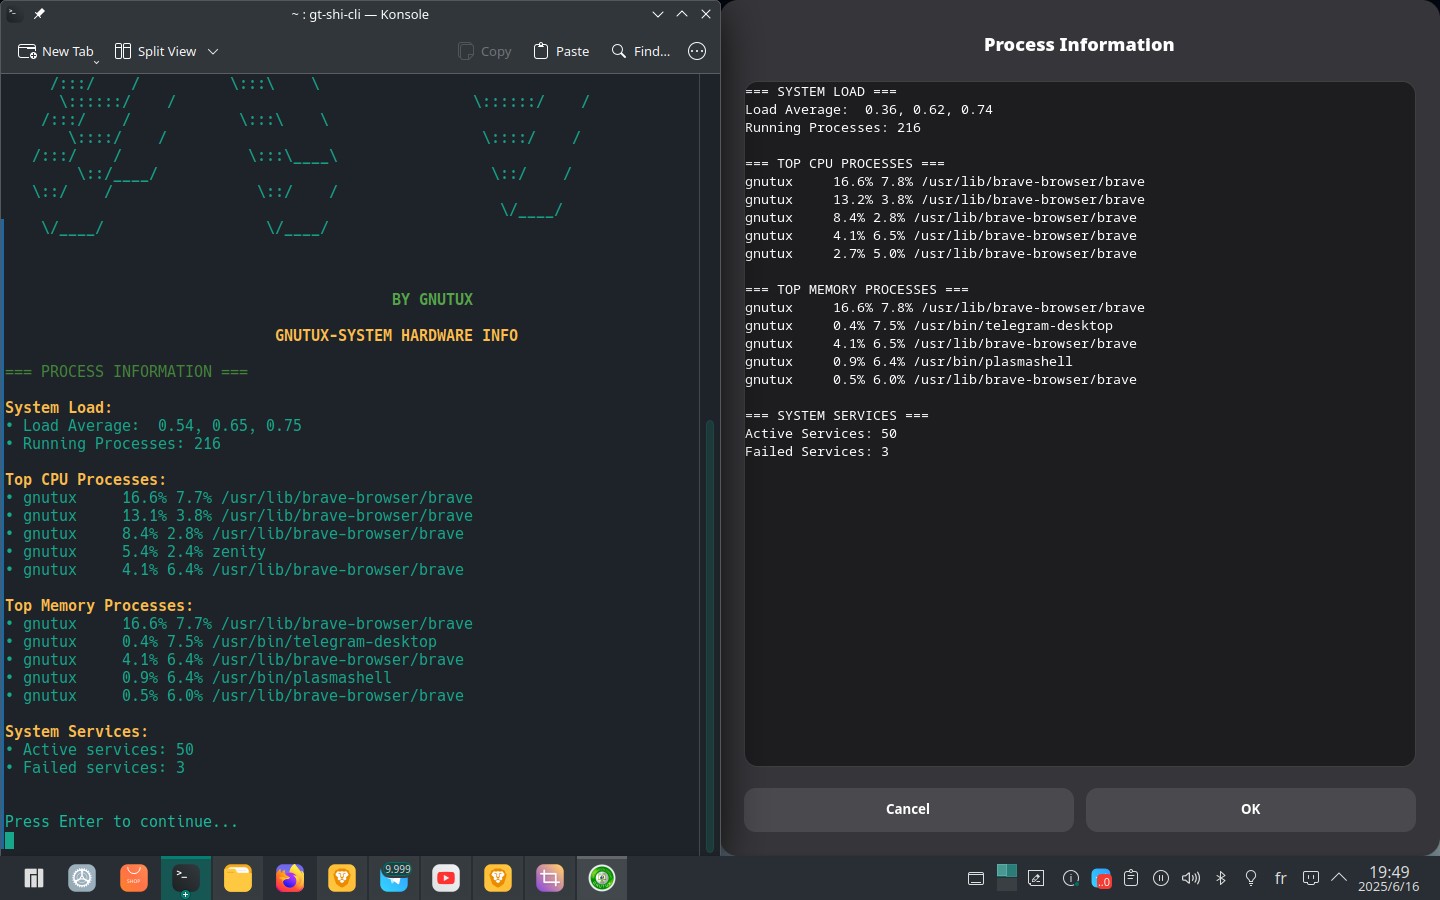 ~ : gt-shi-cli — Konsole
New Tab
Split View
Copy
Paste
Find...
/:::/    /          \:::\    \
\::::::/    /                                 \::::::/    /
/:::/    /            \:::\    \
\::::/    /                                   \::::/    /
/:::/    /              \:::\____\
\::/____/                                     \::/    /
\::/    /                \::/    /
\/____/
\/____/                  \/____/
BY GNUTUX
GNUTUX-SYSTEM HARDWARE INFO
=== PROCESS INFORMATION ===
System Load:
• Load Average:  0.54, 0.65, 0.75
• Running Processes: 216
Top CPU Processes:
• gnutux     16.6% 7.7% /usr/lib/brave-browser/brave
• gnutux     13.1% 3.8% /usr/lib/brave-browser/brave
• gnutux     8.4% 2.8% /usr/lib/brave-browser/brave
• gnutux     5.4% 2.4% zenity
• gnutux     4.1% 6.4% /usr/lib/brave-browser/brave
Top Memory Processes:
• gnutux     16.6% 7.7% /usr/lib/brave-browser/brave
• gnutux     0.4% 7.5% /usr/bin/telegram-desktop
• gnutux     4.1% 6.4% /usr/lib/brave-browser/brave
• gnutux     0.9% 6.4% /usr/bin/plasmashell
• gnutux     0.5% 6.0% /usr/lib/brave-browser/brave
System Services:
• Active services: 50
• Failed services: 3
Press Enter to continue...
Process Information
=== SYSTEM LOAD ===
Load Average:  0.36, 0.62, 0.74
Running Processes: 216
=== TOP CPU PROCESSES ===
gnutux     16.6% 7.8% /usr/lib/brave-browser/brave
gnutux     13.2% 3.8% /usr/lib/brave-browser/brave
gnutux     8.4% 2.8% /usr/lib/brave-browser/brave
gnutux     4.1% 6.5% /usr/lib/brave-browser/brave
gnutux     2.7% 5.0% /usr/lib/brave-browser/brave
=== TOP MEMORY PROCESSES ===
gnutux     16.6% 7.8% /usr/lib/brave-browser/brave
gnutux     0.4% 7.5% /usr/bin/telegram-desktop
gnutux     4.1% 6.5% /usr/lib/brave-browser/brave
gnutux     0.9% 6.4% /usr/bin/plasmashell
gnutux     0.5% 6.0% /usr/lib/brave-browser/brave
=== SYSTEM SERVICES ===
Active Services: 50
Failed Services: 3
Cancel
OK
SHOP
>_
9.999
..0
fr
19:49
2025/6/16